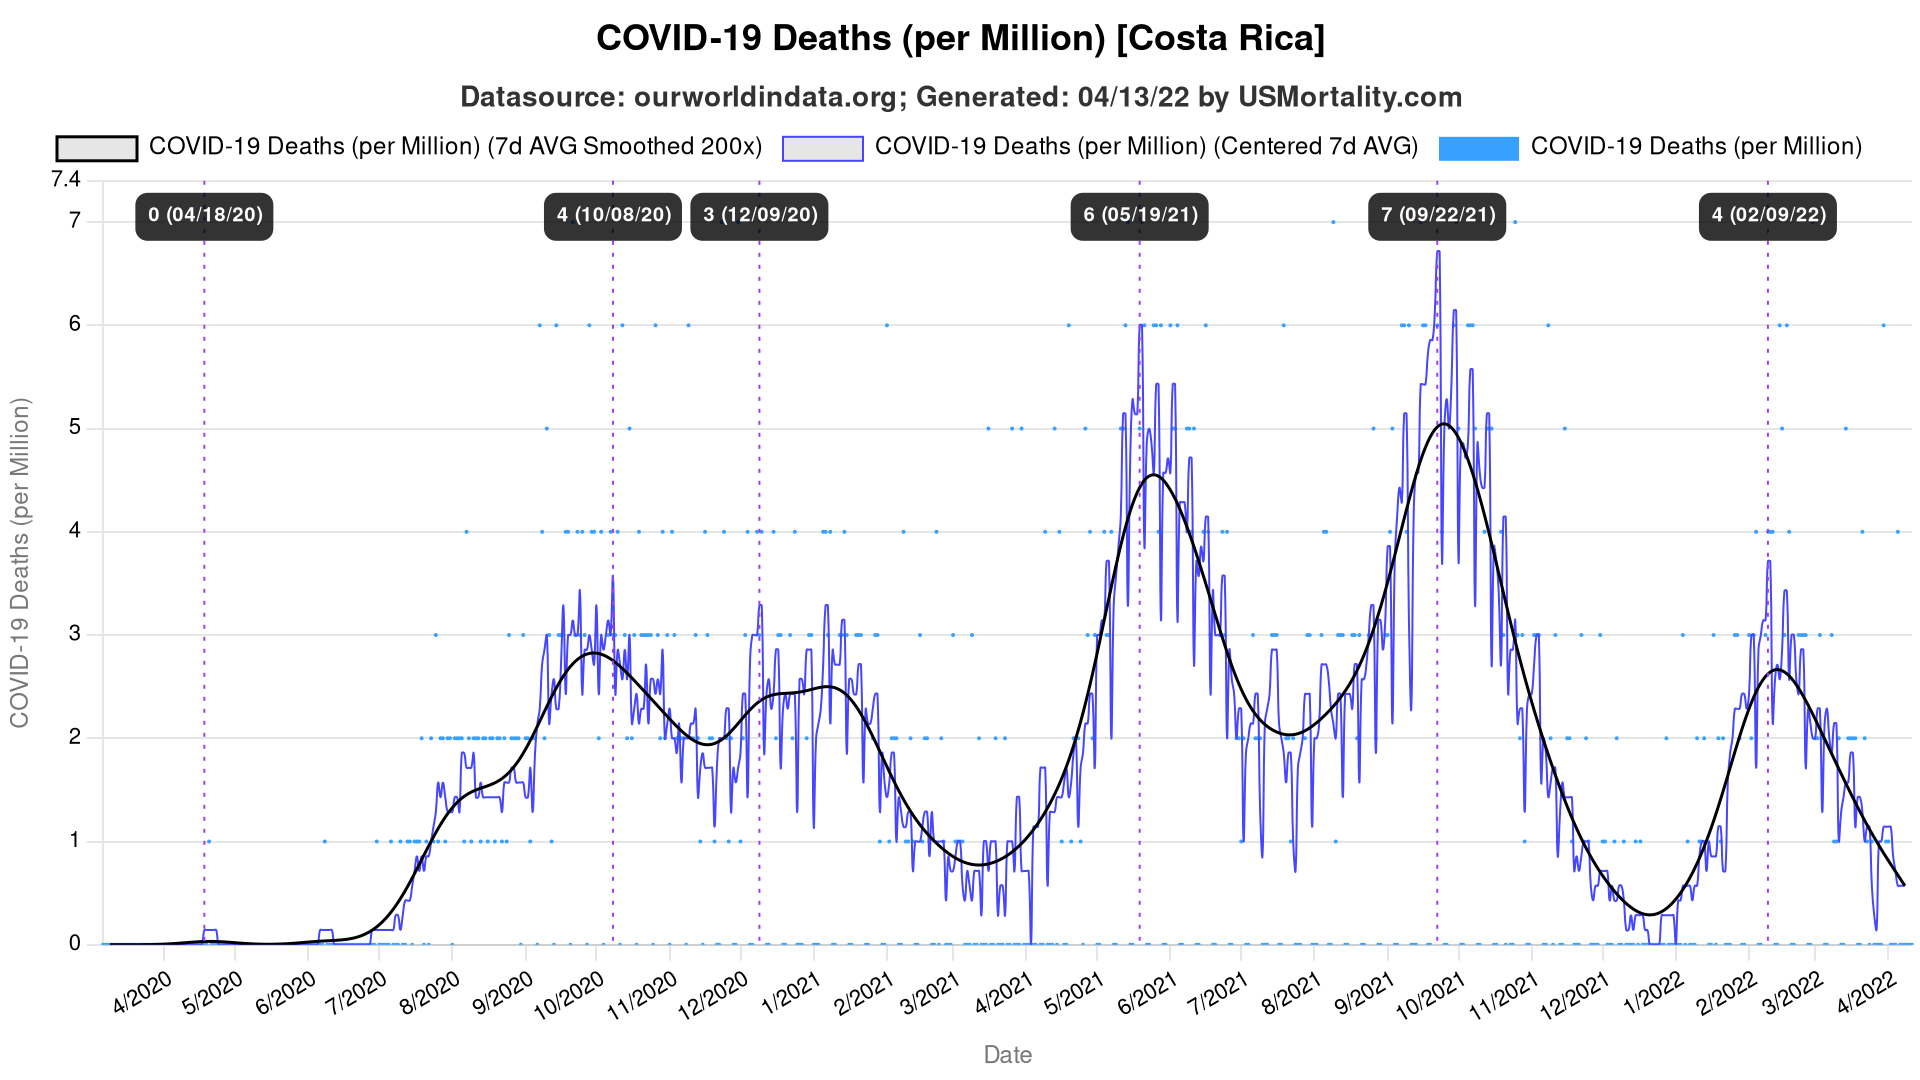 COVID-19 Deaths (per Million) [Costa Rica]
Datasource: ourworldindata.org; Generated: 04/13/22 by USMortality.com
COVID-19 Deaths (per Million) (7d AVG Smoothed 200x) COVID-19 Deaths (per Million) (Centered 7d AVG) COVID-19 Deaths (per Million)
7.4
0 (04/18/20) 4 (10/08/20) 3 (12/09/20) 6 (05/19/21) 7 (09/22/21) 4 (02/09/22)
7
6
5
4
3
2
1
0
COVID-19 Deaths (per Million)
4/2020 5/2020 6/2020 7/2020 8/2020 9/2020 10/2020 11/2020 12/2020 1/2021 2/2021 3/2021 4/2021 5/2021 6/2021 7/2021 8/2021 9/2021 10/2021 11/2021 12/2021 1/2022 2/2022 3/2022 4/2022
Date